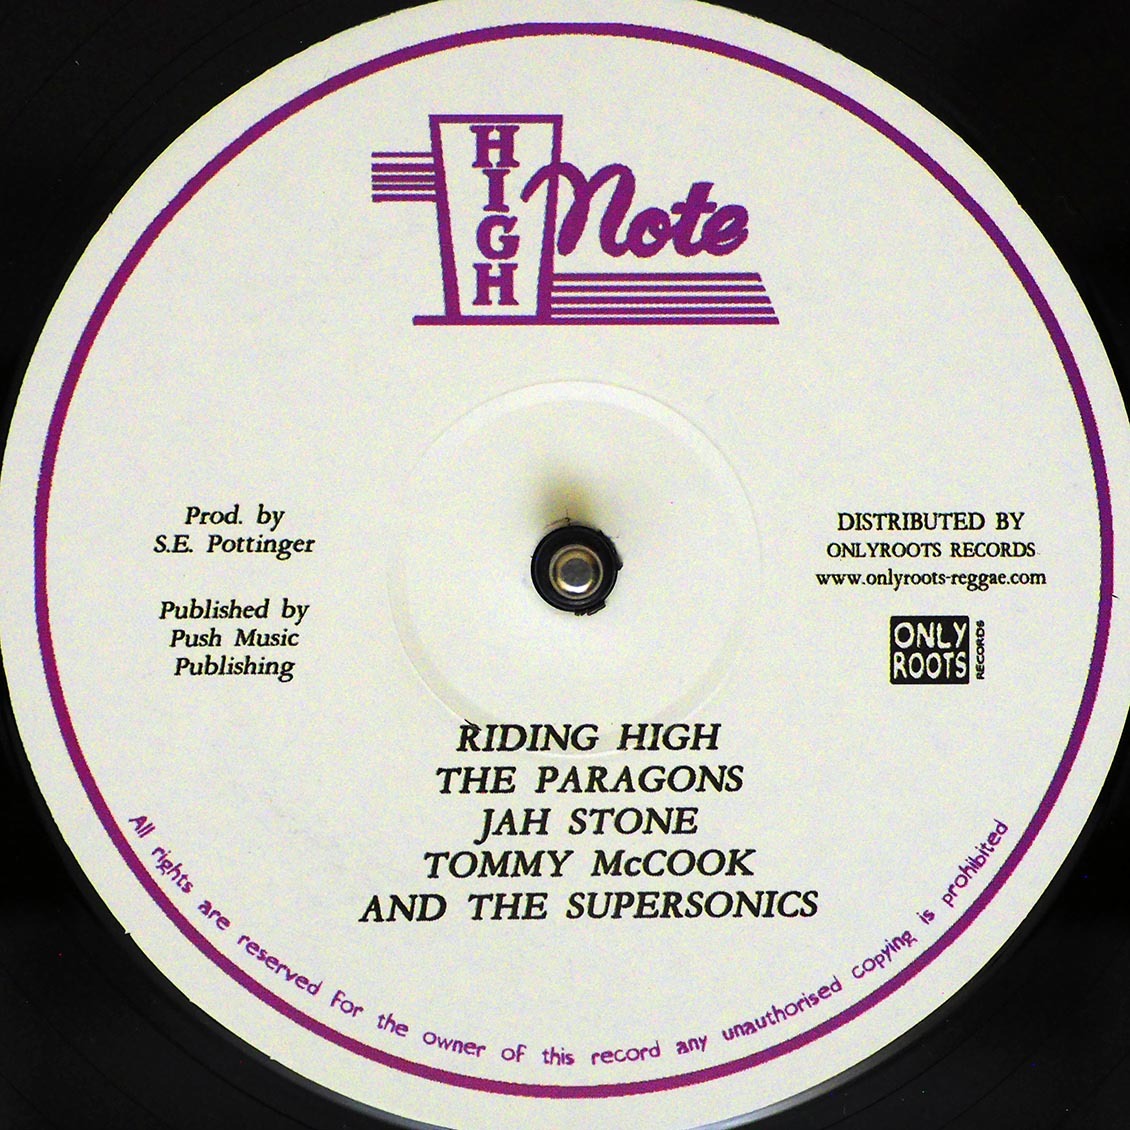 HIGH
Note
Prod. by
S.E. Pottinger
Published by
Push Music
Publishing
DISTRIBUTED BY
ONLYROOTS RECORDS
www.onlyroots-reggae.com
ONLY
ROOTS
RECORDS
RIDING HIGH
THE PARAGONS
JAH STONE
TOMMY McCOOK
AND THE SUPERSONICS
All rights are reserved for the owner of this record any unauthorised copying is prohibited